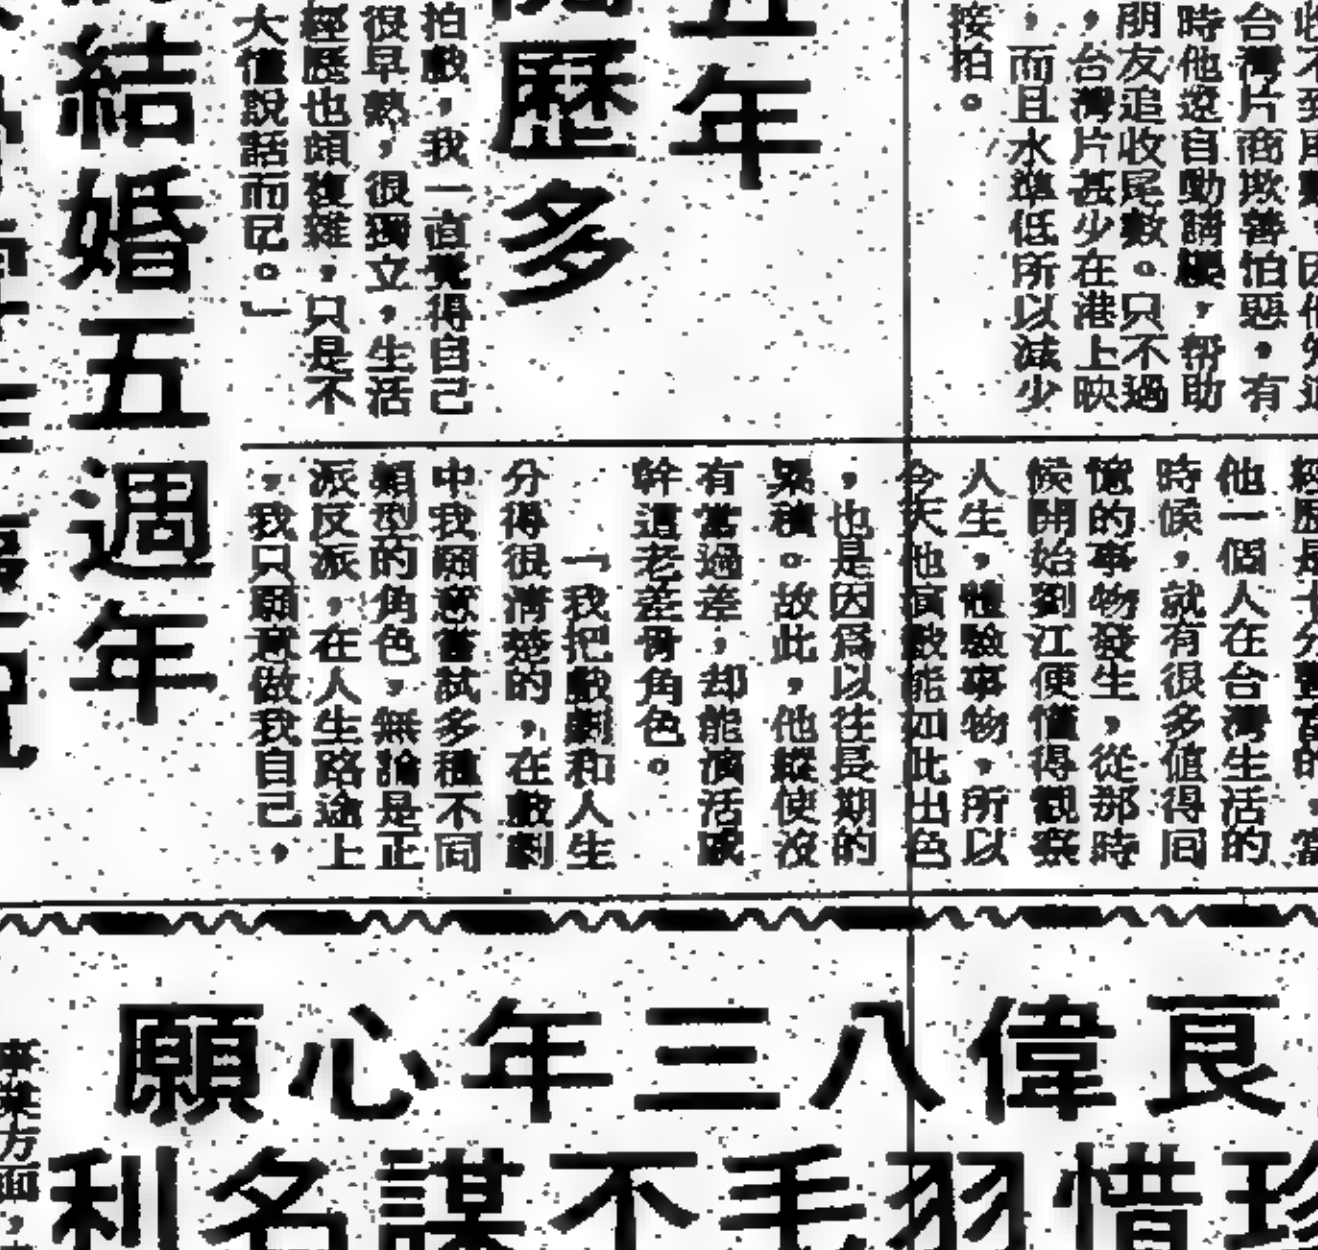 台灣片商欺善怕惡,有
時他還自動請纓,幫助
朋友追收尾數。只不過
,台灣片甚少在港上映
,而且水準低所以減少
接拍。
五年
歷多
拍戲,我一直覺得自己
很早熟,很獨立,生活
經歷也頗複雜,只是不
大懂說話而已。」
結婚五週年
他一個人在台灣生活的
時候,就有很多值得回
憶的事物發生,從那時
候開始劉江便懂得觀察
人生,體驗事物,所以
今天他演戲能如此出色
,也是因為以往長期的
累積。故此,他縱使沒
有當過差,却能演活或
幹這老差骨角色。
「我把戲劇和人生
分得很清楚的,在戲劇
中我願意嘗試多種不同
類型的角色,無論是正
派反派,在人生路途上
,我只願意做我自己,
良偉八三年心願
珍惜羽毛不謀名利
事業方面,